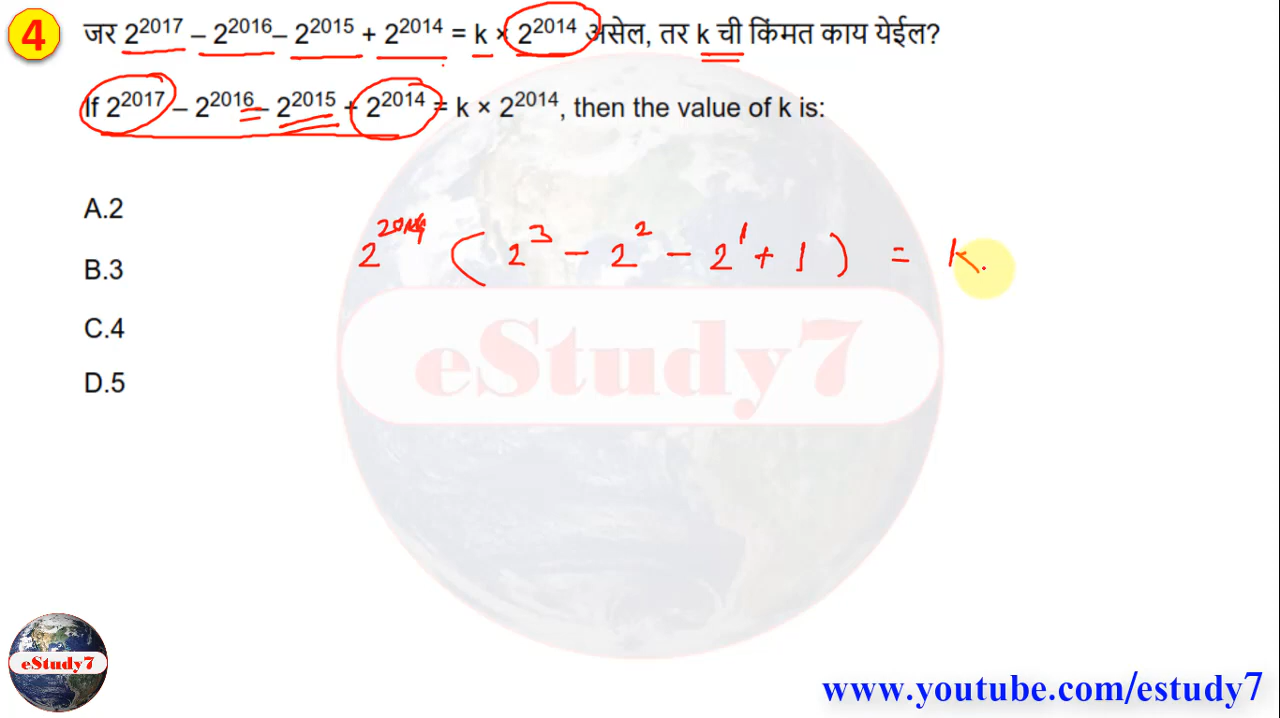 4
जर 2^2017 – 2^2016 – 2^2015 + 2^2014 = k × 2^2014 असेल, तर k ची किंमत काय येईल?
If 2^2017 – 2^2016 – 2^2015 + 2^2014 = k × 2^2014, then the value of k is:
A.2
2^2014 ( 2^3 – 2^2 – 2^1 + 1 ) = k.
B.3
C.4
D.5
eStudy7
eStudy7
www.youtube.com/estudy7